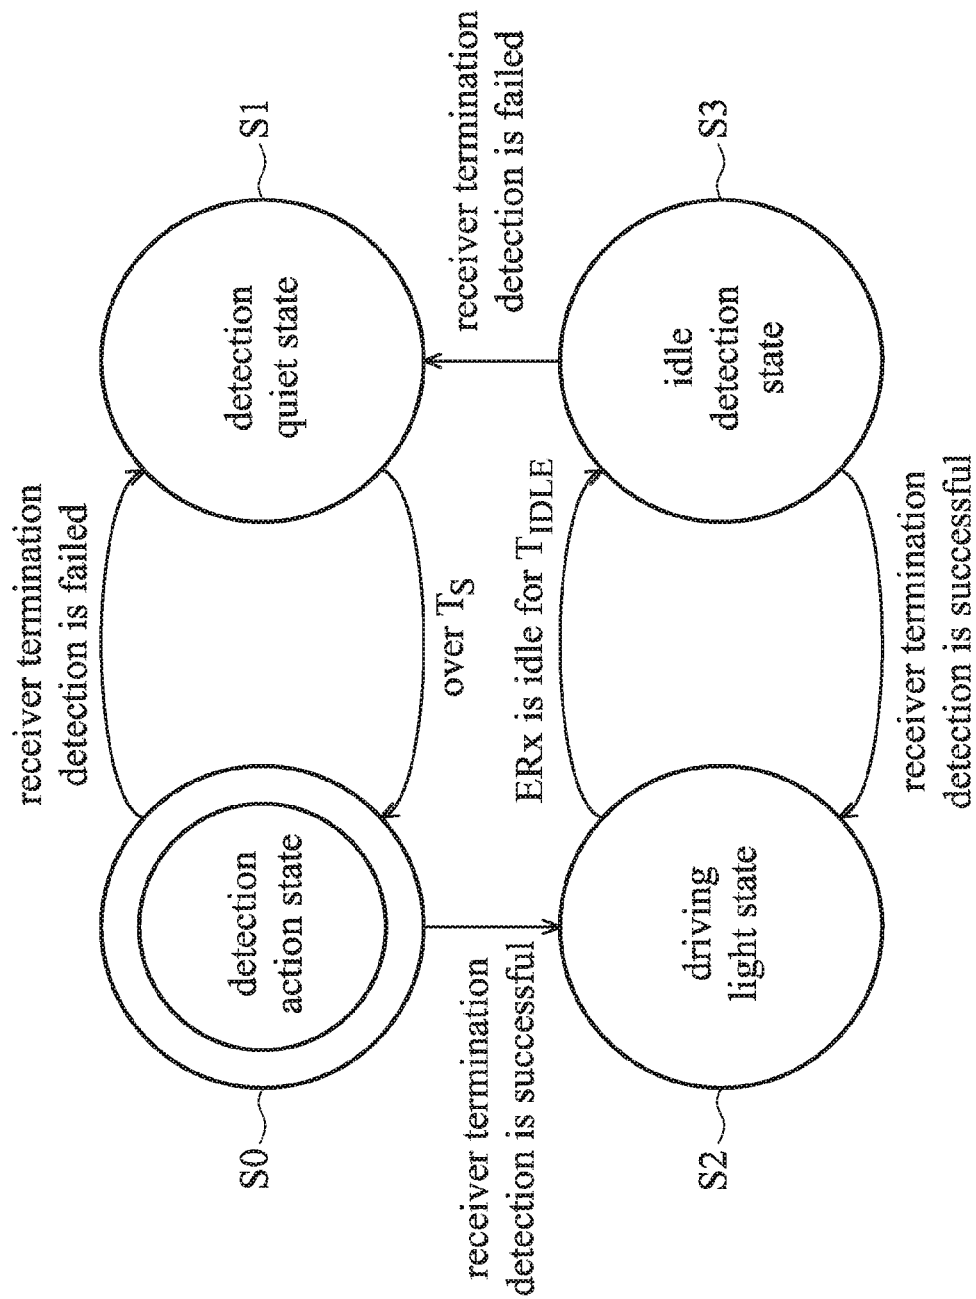 receiver termination
detection is failed
S0
detection
action state
detection
quiet state
S1
over T_S
receiver termination
detection is successful
receiver termination
detection is failed
ERx is idle for T_IDLE
S2
driving
light state
idle
detection
state
S3
receiver termination
detection is successful